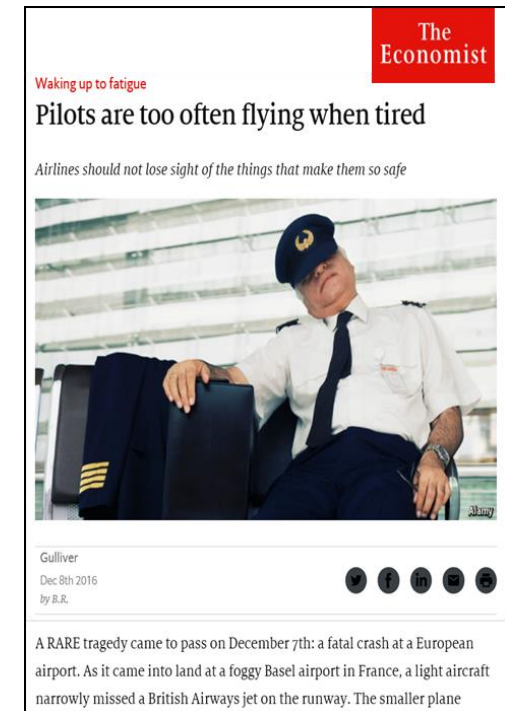 The
Economist
Waking up to fatigue
Pilots are too often flying when tired
Airlines should not lose sight of the things that make them so safe
Alamy
Gulliver
Dec 8th 2016
by B.R.
A RARE tragedy came to pass on December 7th: a fatal crash at a European
airport. As it came into land at a foggy Basel airport in France, a light aircraft
narrowly missed a British Airways jet on the runway. The smaller plane